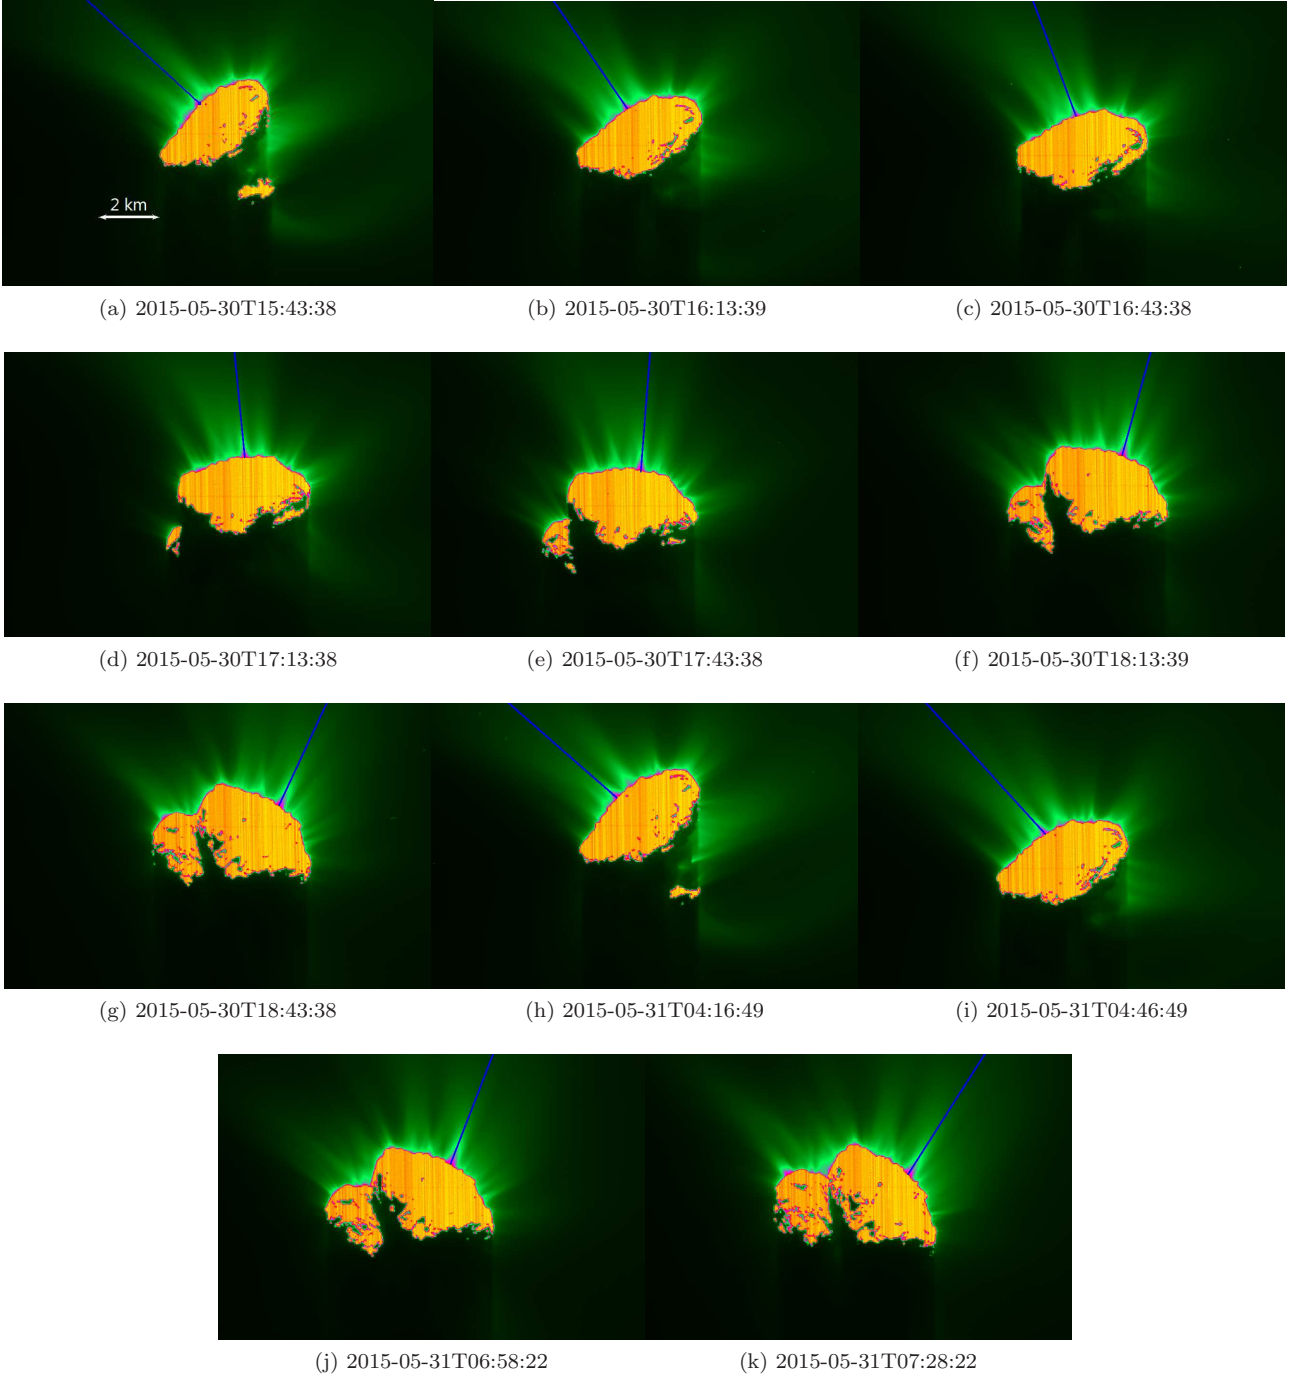 2 km
(a) 2015-05-30T15:43:38
(b) 2015-05-30T16:13:39
(c) 2015-05-30T16:43:38
(d) 2015-05-30T17:13:38
(e) 2015-05-30T17:43:38
(f) 2015-05-30T18:13:39
(g) 2015-05-30T18:43:38
(h) 2015-05-31T04:16:49
(i) 2015-05-31T04:46:49
(j) 2015-05-31T06:58:22
(k) 2015-05-31T07:28:22